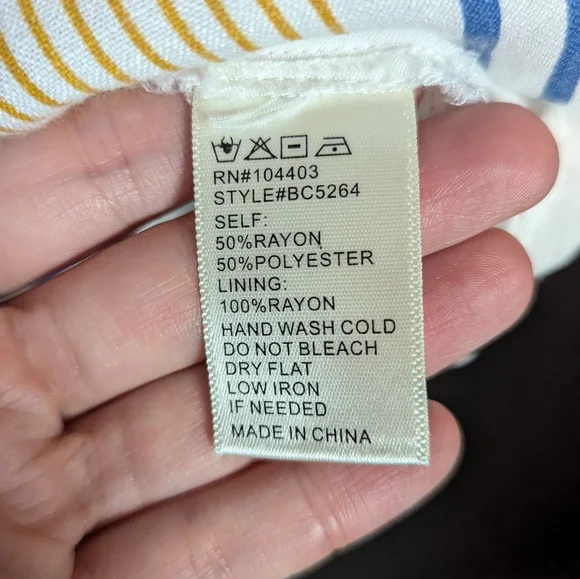 RN#104403
STYLE#BC5264
SELF:
50%RAYON
50%POLYESTER
LINING:
100%RAYON
HAND WASH COLD
DO NOT BLEACH
DRY FLAT
LOW IRON
IF NEEDED
MADE IN CHINA